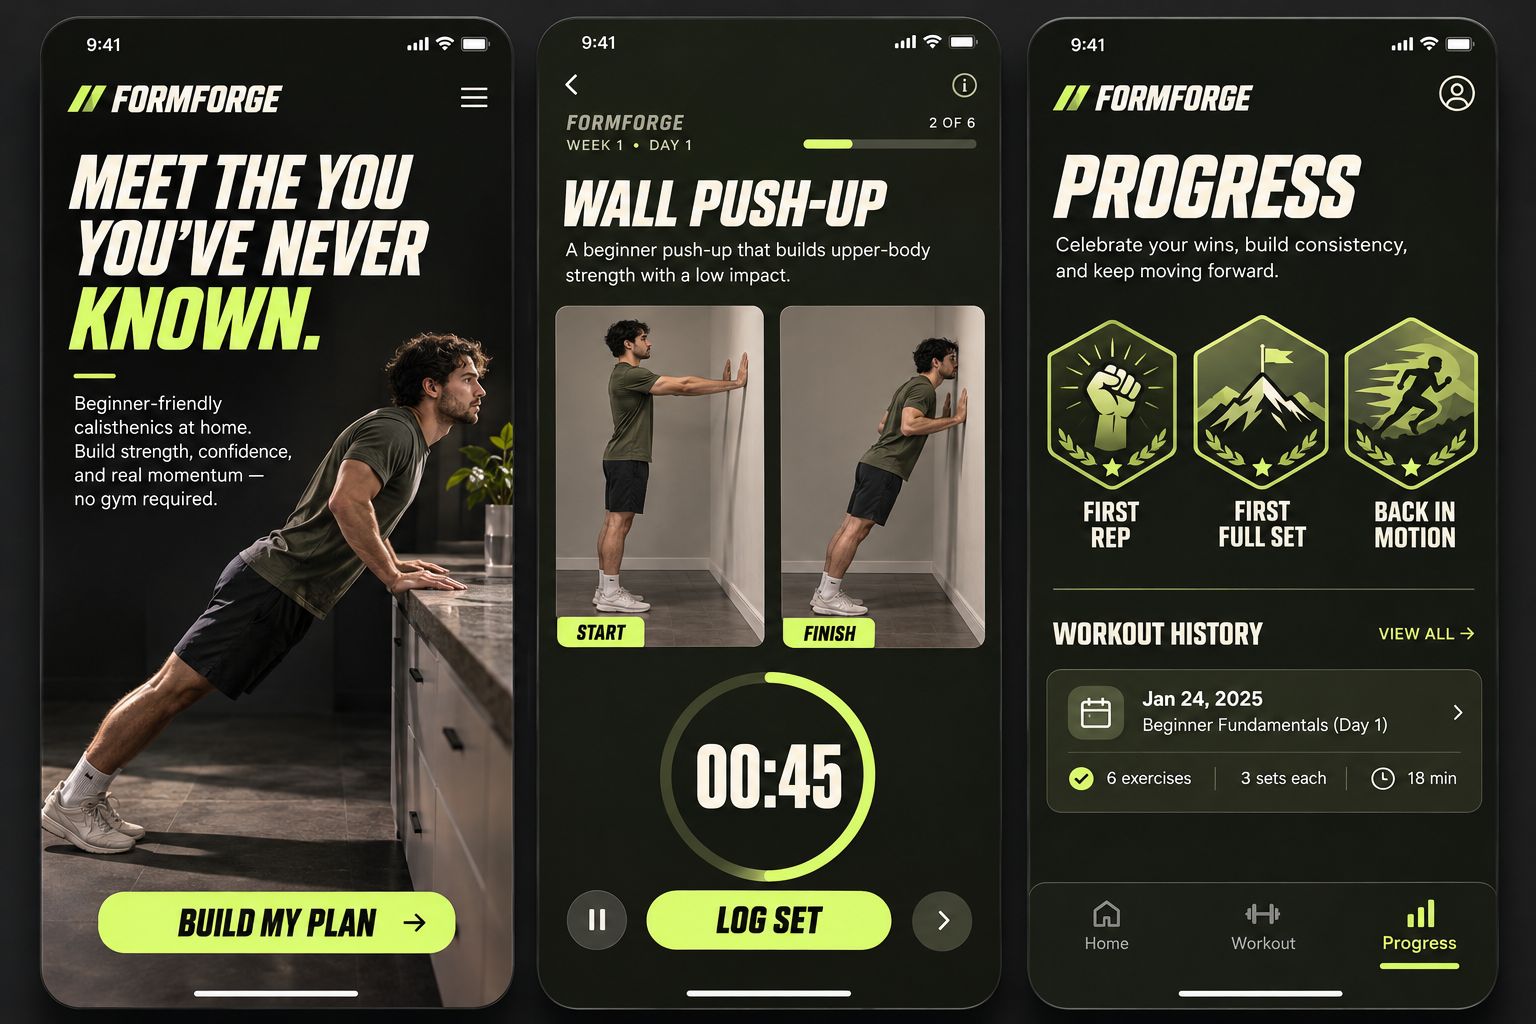 9:41
FORMFORGE
MEET THE YOU
YOU'VE NEVER
KNOWN.
Beginner-friendly
calisthenics at home.
Build strength, confidence,
and real momentum —
no gym required.
BUILD MY PLAN →
9:41
FORMFORGE
2 OF 6
WEEK 1 • DAY 1
WALL PUSH-UP
A beginner push-up that builds upper-body
strength with a low impact.
START
FINISH
00:45
LOG SET
9:41
FORMFORGE
PROGRESS
Celebrate your wins, build consistency,
and keep moving forward.
FIRST
REP
FIRST
FULL SET
BACK IN
MOTION
WORKOUT HISTORY
VIEW ALL →
Jan 24, 2025
Beginner Fundamentals (Day 1)
6 exercises
3 sets each
18 min
Home
Workout
Progress